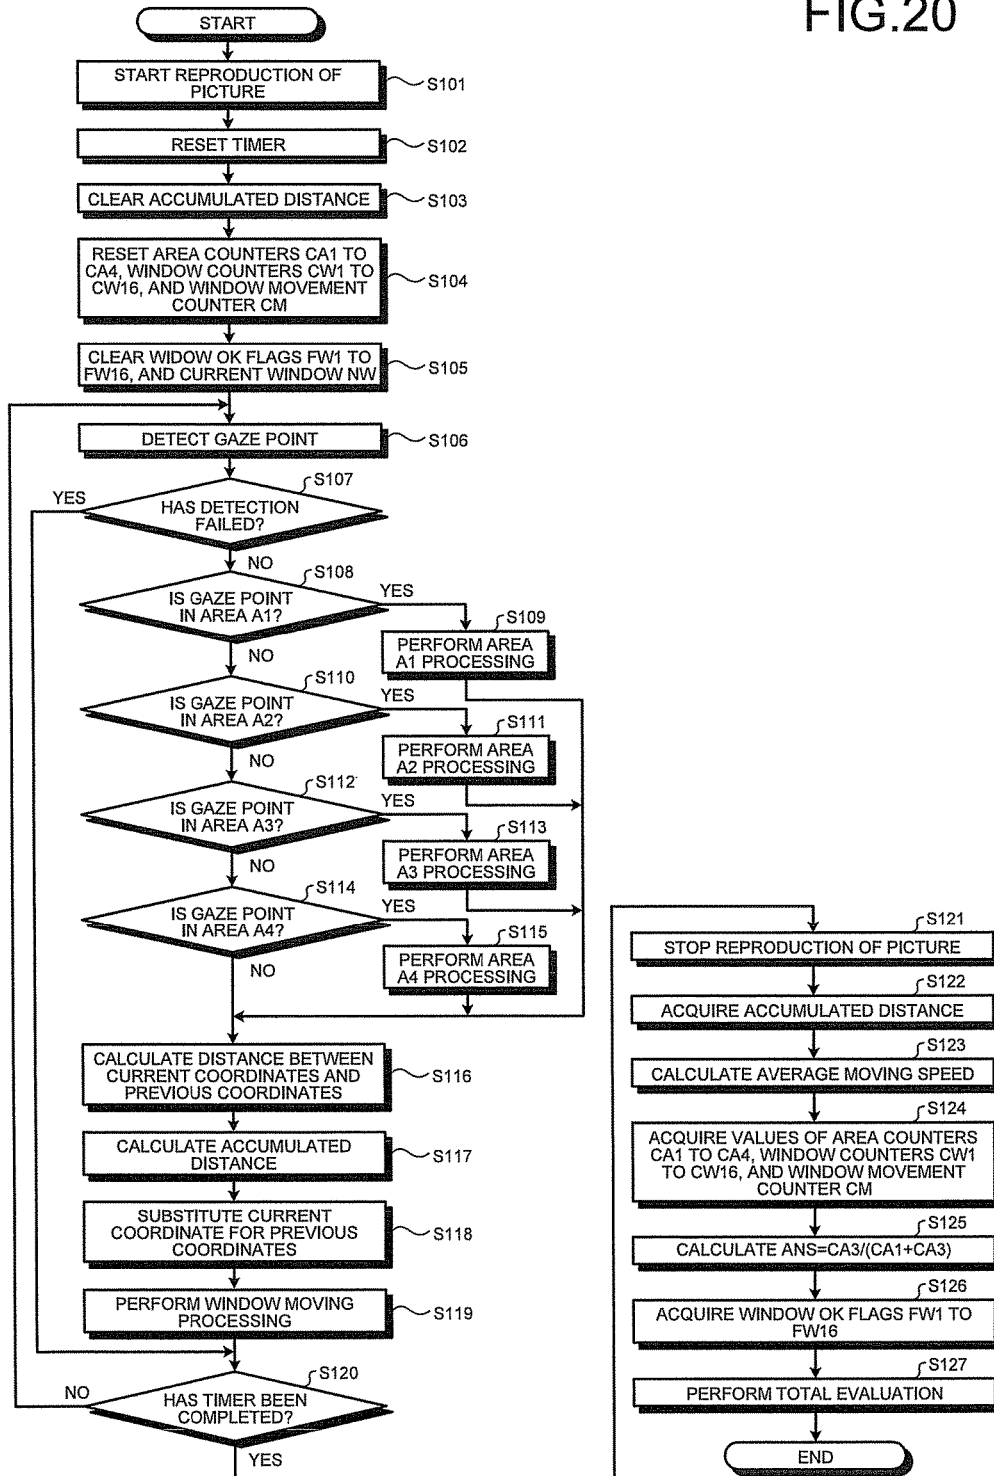 FIG.20
START
START REPRODUCTION OF
PICTURE
S101
RESET TIMER
S102
CLEAR ACCUMULATED DISTANCE
S103
RESET AREA COUNTERS CA1 TO
CA4, WINDOW COUNTERS CW1 TO
CW16, AND WINDOW MOVEMENT
COUNTER CM
S104
CLEAR WIDOW OK FLAGS FW1 TO
FW16, AND CURRENT WINDOW NW
S105
DETECT GAZE POINT
S106
S107
YES
HAS DETECTION
FAILED?
NO
S108
IS GAZE POINT
IN AREA A1?
YES
S109
PERFORM AREA
A1 PROCESSING
NO
S110
IS GAZE POINT
IN AREA A2?
YES
S111
PERFORM AREA
A2 PROCESSING
NO
S112
IS GAZE POINT
IN AREA A3?
YES
S113
PERFORM AREA
A3 PROCESSING
NO
S114
IS GAZE POINT
IN AREA A4?
YES
S115
PERFORM AREA
A4 PROCESSING
NO
CALCULATE DISTANCE BETWEEN
CURRENT COORDINATES AND
PREVIOUS COORDINATES
S116
CALCULATE ACCUMULATED
DISTANCE
S117
SUBSTITUTE CURRENT
COORDINATE FOR PREVIOUS
COORDINATES
S118
PERFORM WINDOW MOVING
PROCESSING
S119
S120
NO
HAS TIMER BEEN
COMPLETED?
YES
S121
STOP REPRODUCTION OF PICTURE
S122
ACQUIRE ACCUMULATED DISTANCE
S123
CALCULATE AVERAGE MOVING SPEED
S124
ACQUIRE VALUES OF AREA COUNTERS
CA1 TO CA4, WINDOW COUNTERS CW1
TO CW16, AND WINDOW MOVEMENT
COUNTER CM
S125
CALCULATE ANS=CA3/(CA1+CA3)
S126
ACQUIRE WINDOW OK FLAGS FW1 TO
FW16
S127
PERFORM TOTAL EVALUATION
END